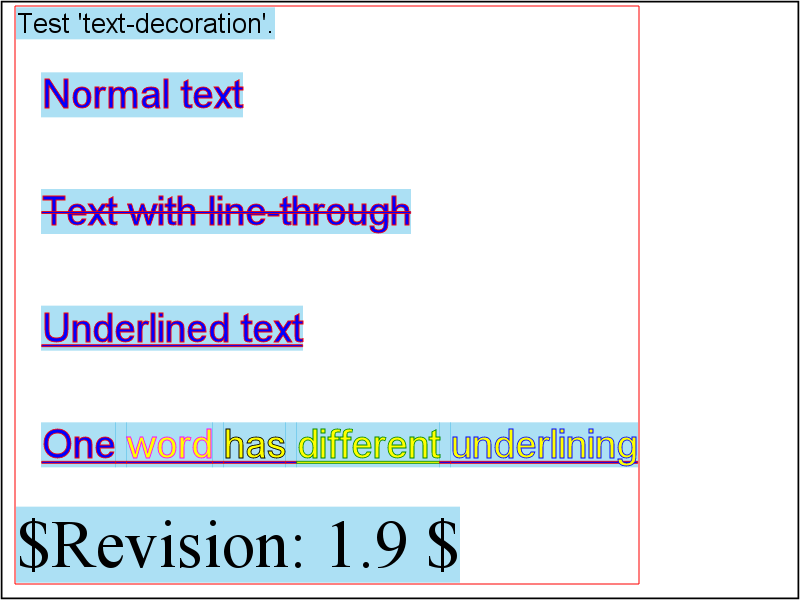 Test 'text-decoration'.
Normal text
Text with line-through
Underlined text
One word has different underlining
$Revision: 1.9 $